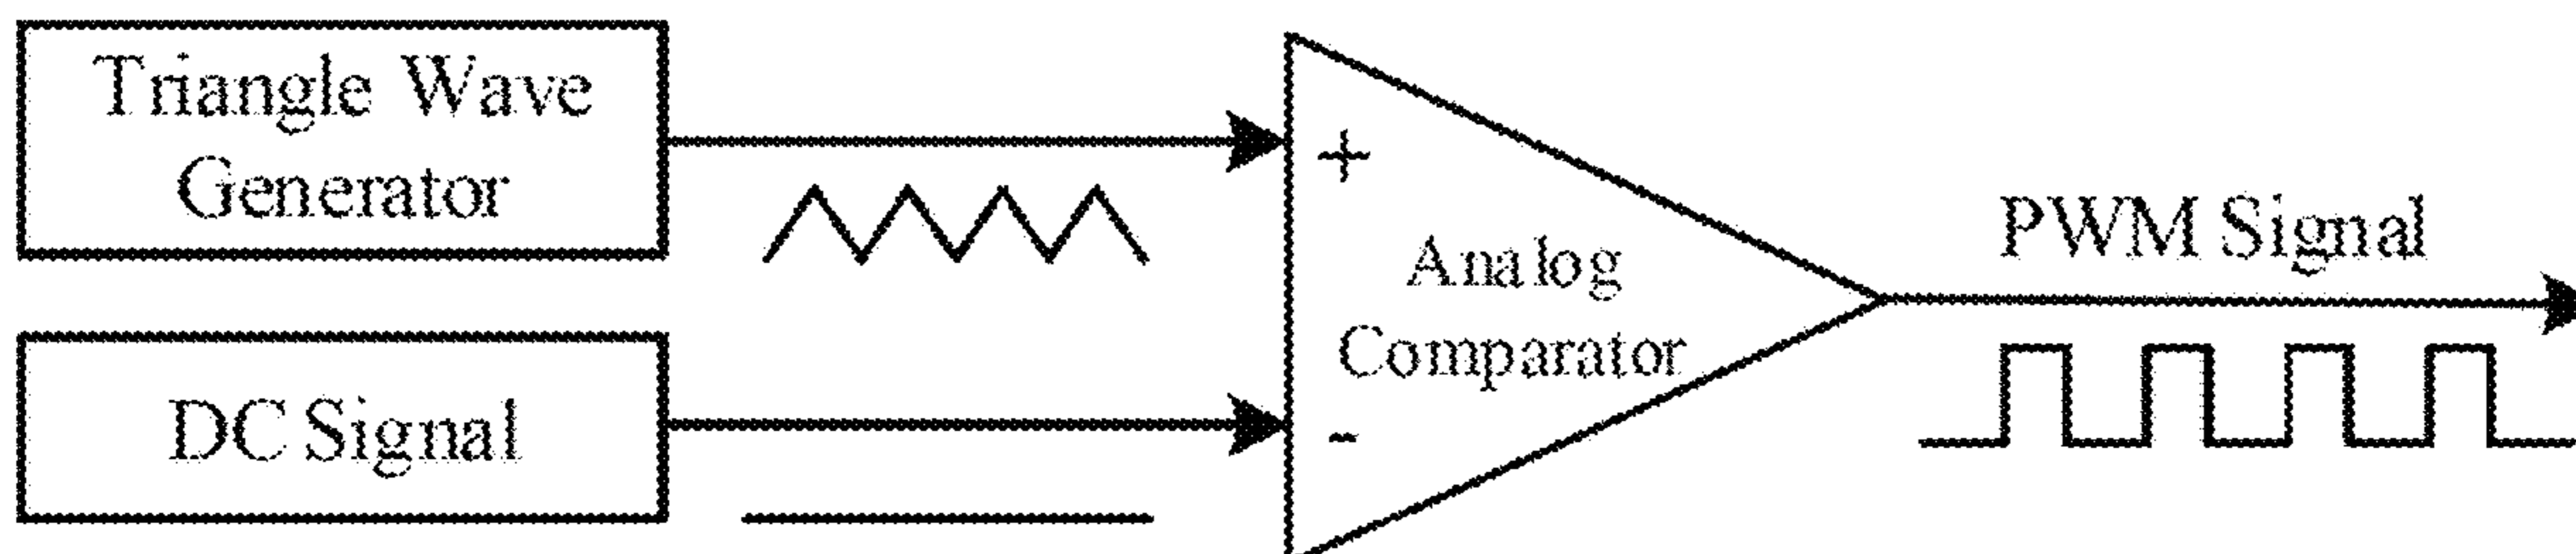 Triangle Wave
Generator
+
Analog
Comparator
PWM Signal
DC Signal
-